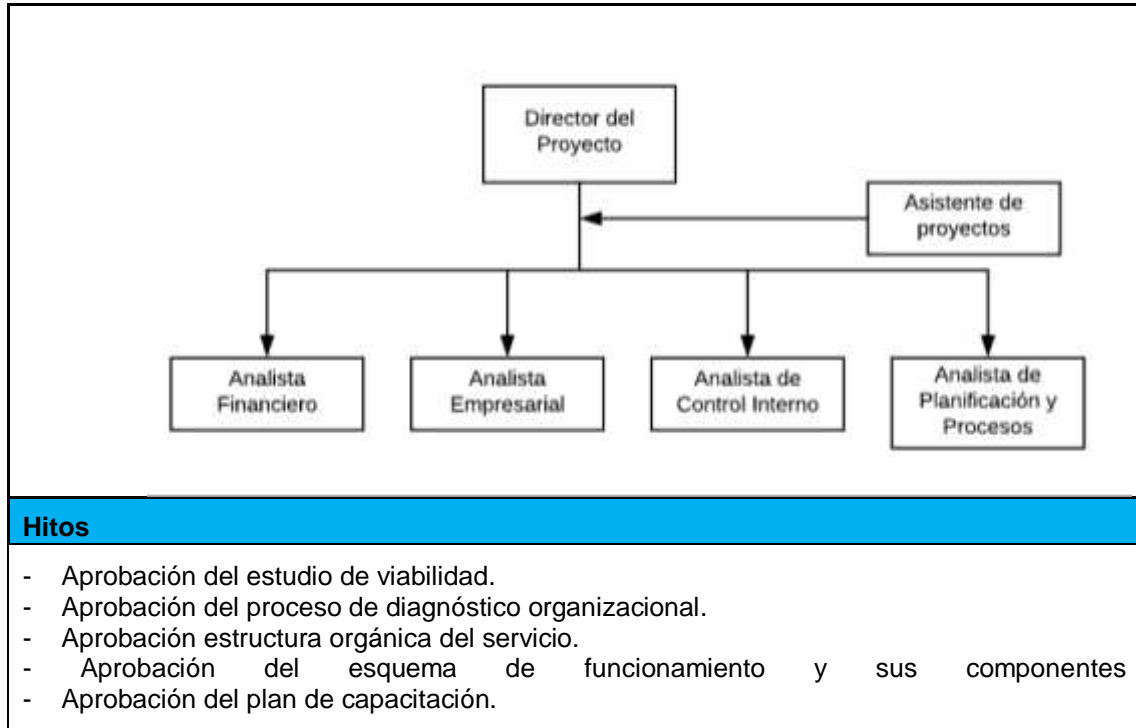 Director del
Proyecto
Asistente de
proyectos
Analista
Financiero
Analista
Empresarial
Analista de
Control Interno
Analista de
Planificación y
Procesos
Hitos
- Aprobación del estudio de viabilidad.
- Aprobación del proceso de diagnóstico organizacional.
- Aprobación estructura orgánica del servicio.
- Aprobación del esquema de funcionamiento y sus componentes
- Aprobación del plan de capacitación.